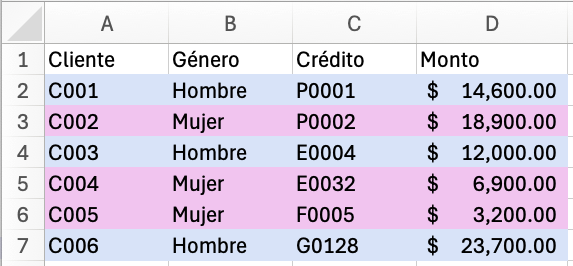 A B C D
1 Cliente Género Crédito Monto
2 C001 Hombre P0001 $ 14,600.00
3 C002 Mujer P0002 $ 18,900.00
4 C003 Hombre E0004 $ 12,000.00
5 C004 Mujer E0032 $ 6,900.00
6 C005 Mujer F0005 $ 3,200.00
7 C006 Hombre G0128 $ 23,700.00